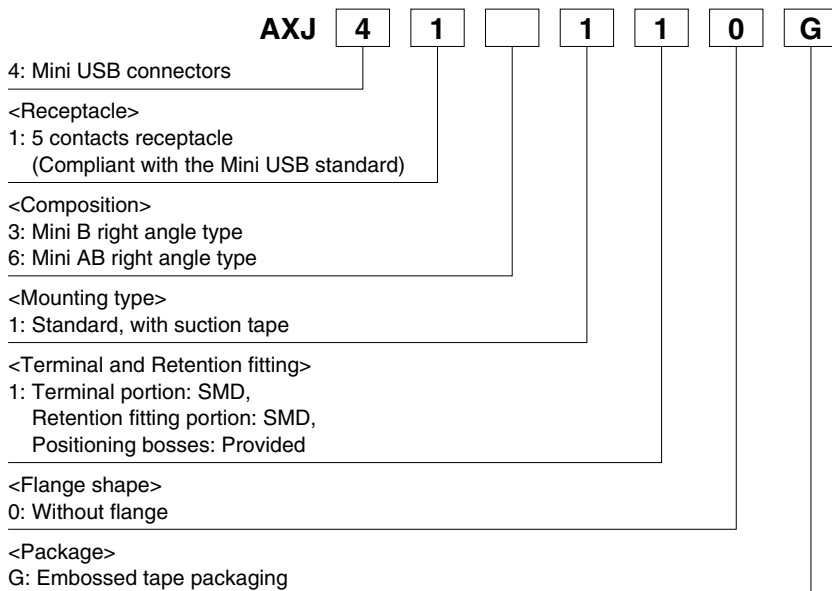 AXJ 4 1 1 1 0 G
4: Mini USB connectors
<Receptacle>
1: 5 contacts receptacle
(Compliant with the Mini USB standard)
<Composition>
3: Mini B right angle type
6: Mini AB right angle type
<Mounting type>
1: Standard, with suction tape
<Terminal and Retention fitting>
1: Terminal portion: SMD,
Retention fitting portion: SMD,
Positioning bosses: Provided
<Flange shape>
0: Without flange
<Package>
G: Embossed tape packaging